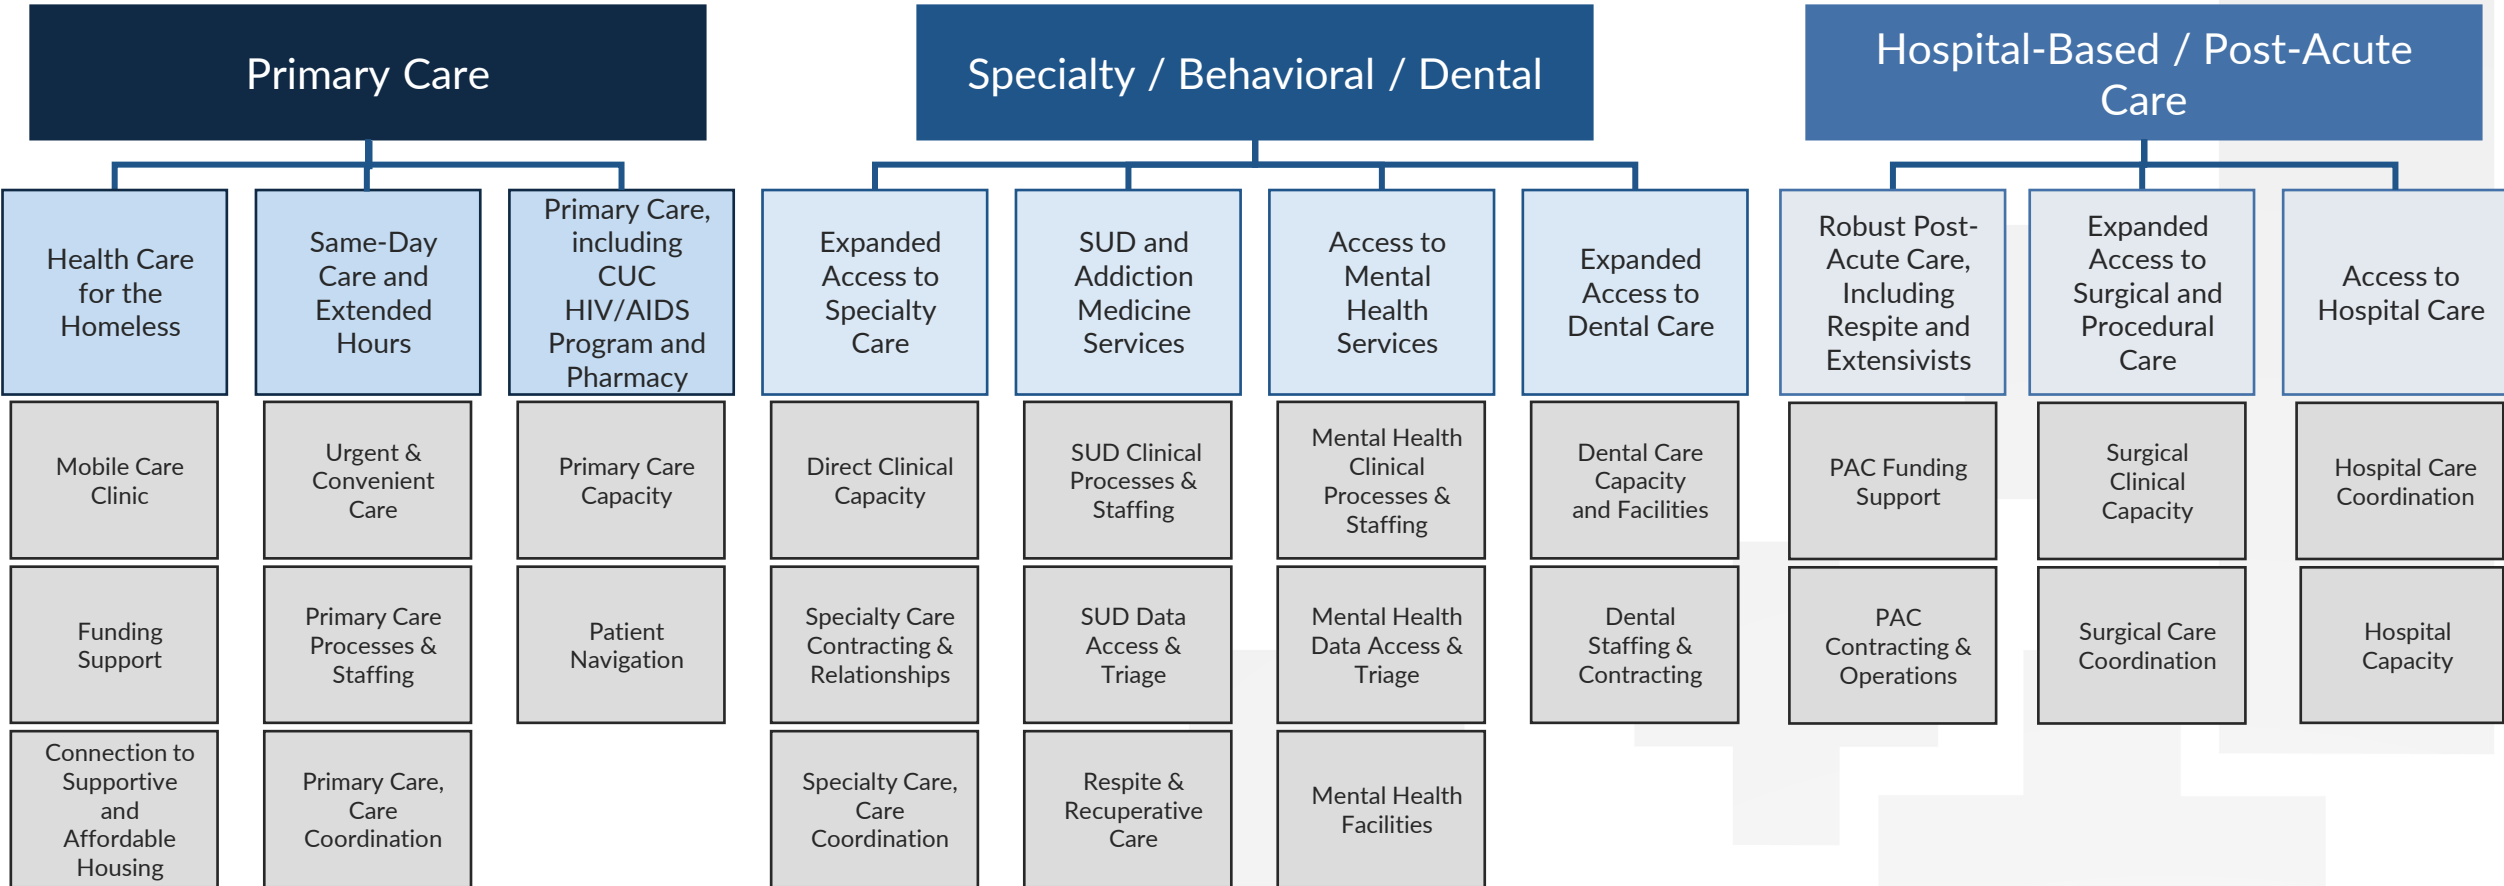 Primary Care
Specialty / Behavioral / Dental
Hospital-Based / Post-Acute
Care
Health Care
for the
Homeless
Same-Day
Care and
Extended
Hours
Primary Care,
including
CUC
HIV/AIDS
Program and
Pharmacy
Expanded
Access to
Specialty
Care
SUD and
Addiction
Medicine
Services
Access to
Mental
Health
Services
Expanded
Access to
Dental Care
Robust Post-
Acute Care,
Including
Respite and
Extensivists
Expanded
Access to
Surgical and
Procedural
Care
Access to
Hospital Care
Mobile Care
Clinic
Urgent &
Convenient
Care
Primary Care
Capacity
Direct Clinical
Capacity
SUD Clinical
Processes &
Staffing
Mental Health
Clinical
Processes &
Staffing
Dental Care
Capacity
and Facilities
PAC Funding
Support
Surgical
Clinical
Capacity
Hospital Care
Coordination
Funding
Support
Primary Care
Processes &
Staffing
Patient
Navigation
Specialty Care
Contracting &
Relationships
SUD Data
Access &
Triage
Mental Health
Data Access &
Triage
Dental
Staffing &
Contracting
PAC
Contracting &
Operations
Surgical Care
Coordination
Hospital
Capacity
Connection to
Supportive
and
Affordable
Housing
Primary Care,
Care
Coordination
Specialty Care,
Care
Coordination
Respite &
Recuperative
Care
Mental Health
Facilities